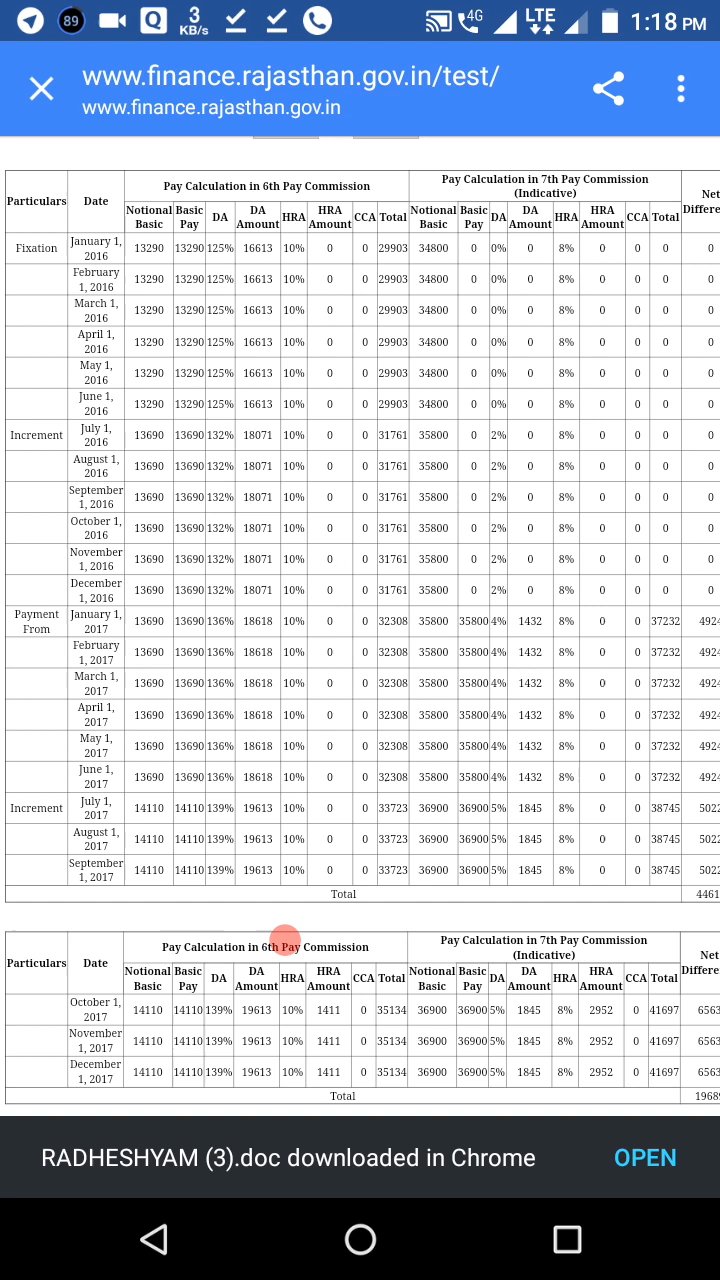 89 3 KB/s 4G LTE 1:18 PM
www.finance.rajasthan.gov.in/test/
www.finance.rajasthan.gov.in
Particulars Date Pay Calculation in 6th Pay Commission Pay Calculation in 7th Pay Commission (Indicative) Net Differe
Notional Basic Basic Pay DA DA Amount HRA HRA Amount CCA Total Notional Basic Basic Pay DA DA Amount HRA HRA Amount CCA Total
Fixation January 1, 2016 13290 13290 125% 16613 10% 0 0 29903 34800 0 0% 0 8% 0 0 0 0
February 1, 2016 13290 13290 125% 16613 10% 0 0 29903 34800 0 0% 0 8% 0 0 0 0
March 1, 2016 13290 13290 125% 16613 10% 0 0 29903 34800 0 0% 0 8% 0 0 0 0
April 1, 2016 13290 13290 125% 16613 10% 0 0 29903 34800 0 0% 0 8% 0 0 0 0
May 1, 2016 13290 13290 125% 16613 10% 0 0 29903 34800 0 0% 0 8% 0 0 0 0
June 1, 2016 13290 13290 125% 16613 10% 0 0 29903 34800 0 0% 0 8% 0 0 0 0
Increment July 1, 2016 13690 13690 132% 18071 10% 0 0 31761 35800 0 2% 0 8% 0 0 0 0
August 1, 2016 13690 13690 132% 18071 10% 0 0 31761 35800 0 2% 0 8% 0 0 0 0
September 1, 2016 13690 13690 132% 18071 10% 0 0 31761 35800 0 2% 0 8% 0 0 0 0
October 1, 2016 13690 13690 132% 18071 10% 0 0 31761 35800 0 2% 0 8% 0 0 0 0
November 1, 2016 13690 13690 132% 18071 10% 0 0 31761 35800 0 2% 0 8% 0 0 0 0
December 1, 2016 13690 13690 132% 18071 10% 0 0 31761 35800 0 2% 0 8% 0 0 0 0
Payment From January 1, 2017 13690 13690 136% 18618 10% 0 0 32308 35800 35800 4% 1432 8% 0 0 37232 4924
February 1, 2017 13690 13690 136% 18618 10% 0 0 32308 35800 35800 4% 1432 8% 0 0 37232 4924
March 1, 2017 13690 13690 136% 18618 10% 0 0 32308 35800 35800 4% 1432 8% 0 0 37232 4924
April 1, 2017 13690 13690 136% 18618 10% 0 0 32308 35800 35800 4% 1432 8% 0 0 37232 4924
May 1, 2017 13690 13690 136% 18618 10% 0 0 32308 35800 35800 4% 1432 8% 0 0 37232 4924
June 1, 2017 13690 13690 136% 18618 10% 0 0 32308 35800 35800 4% 1432 8% 0 0 37232 4924
Increment July 1, 2017 14110 14110 139% 19613 10% 0 0 33723 36900 36900 5% 1845 8% 0 0 38745 5022
August 1, 2017 14110 14110 139% 19613 10% 0 0 33723 36900 36900 5% 1845 8% 0 0 38745 5022
September 1, 2017 14110 14110 139% 19613 10% 0 0 33723 36900 36900 5% 1845 8% 0 0 38745 5022
Total 4461
Particulars Date Pay Calculation in 6th Pay Commission Pay Calculation in 7th Pay Commission (Indicative) Net Differe
Notional Basic Basic Pay DA DA Amount HRA HRA Amount CCA Total Notional Basic Basic Pay DA DA Amount HRA HRA Amount CCA Total
October 1, 2017 14110 14110 139% 19613 10% 1411 0 35134 36900 36900 5% 1845 8% 2952 0 41697 6563
November 1, 2017 14110 14110 139% 19613 10% 1411 0 35134 36900 36900 5% 1845 8% 2952 0 41697 6563
December 1, 2017 14110 14110 139% 19613 10% 1411 0 35134 36900 36900 5% 1845 8% 2952 0 41697 6563
Total 1968
RADHESHYAM (3).doc downloaded in Chrome OPEN